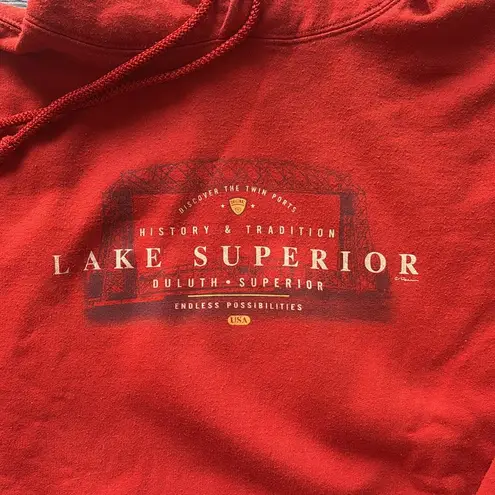 DISCOVER THE TWIN PORTS
HISTORY & TRADITION
LAKE SUPERIOR
DULUTH • SUPERIOR
ENDLESS POSSIBILITIES
USA